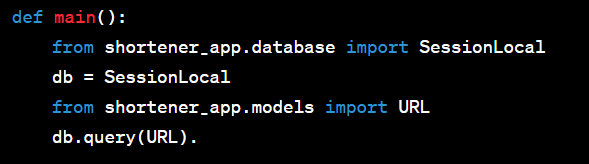 def main():
    from shortener_app.database import SessionLocal
    db = SessionLocal
    from shortener_app.models import URL
    db.query(URL).